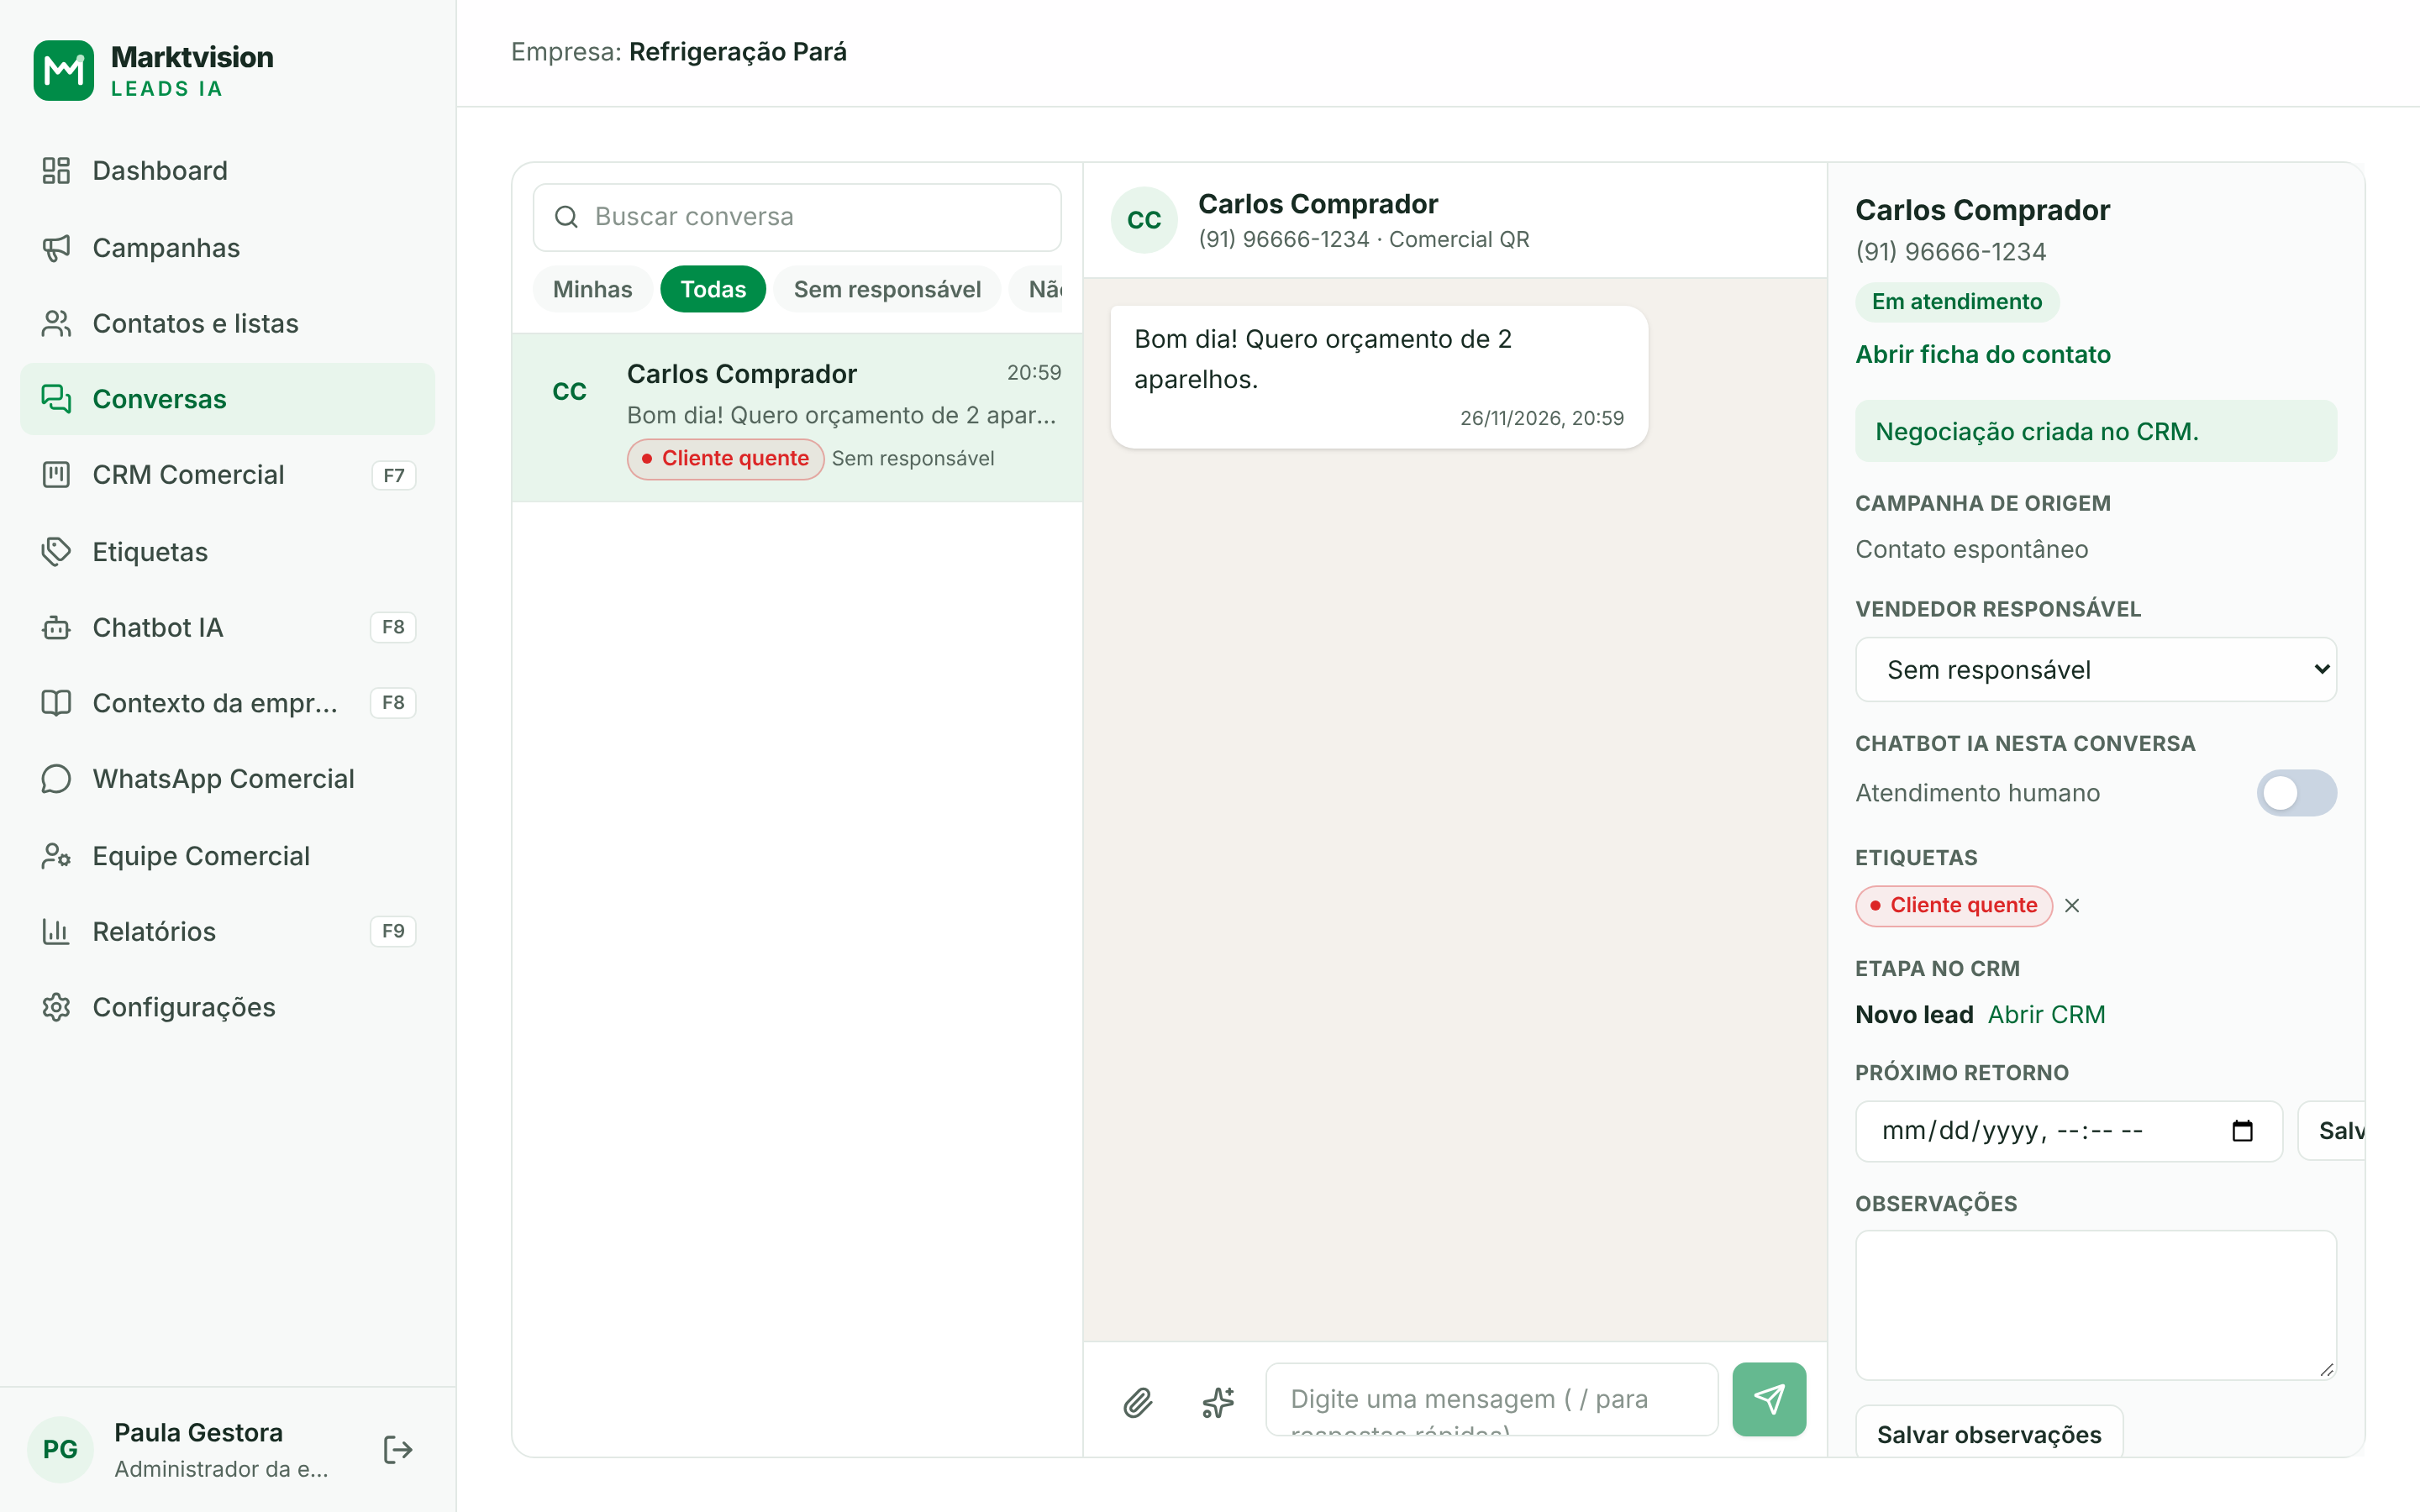 Marktvision
LEADS IA
Dashboard
Campanhas
Contatos e listas
Conversas
CRM Comercial F7
Etiquetas
Chatbot IA F8
Contexto da empr... F8
WhatsApp Comercial
Equipe Comercial
Relatórios F9
Configurações
PG
Paula Gestora
Administrador da e...
Empresa: Refrigeração Pará
Buscar conversa
Minhas Todas Sem responsável Não
CC
Carlos Comprador 20:59
Bom dia! Quero orçamento de 2 apar...
Cliente quente Sem responsável
CC
Carlos Comprador
(91) 96666-1234 · Comercial QR
Bom dia! Quero orçamento de 2
aparelhos.
26/11/2026, 20:59
Digite uma mensagem ( / para
respostas rápidas)
Carlos Comprador
(91) 96666-1234
Em atendimento
Abrir ficha do contato
Negociação criada no CRM.
CAMPANHA DE ORIGEM
Contato espontâneo
VENDEDOR RESPONSÁVEL
Sem responsável
CHATBOT IA NESTA CONVERSA
Atendimento humano
ETIQUETAS
Cliente quente
ETAPA NO CRM
Novo lead Abrir CRM
PRÓXIMO RETORNO
mm/dd/yyyy, --:-- -- Salv
OBSERVAÇÕES
Salvar observações